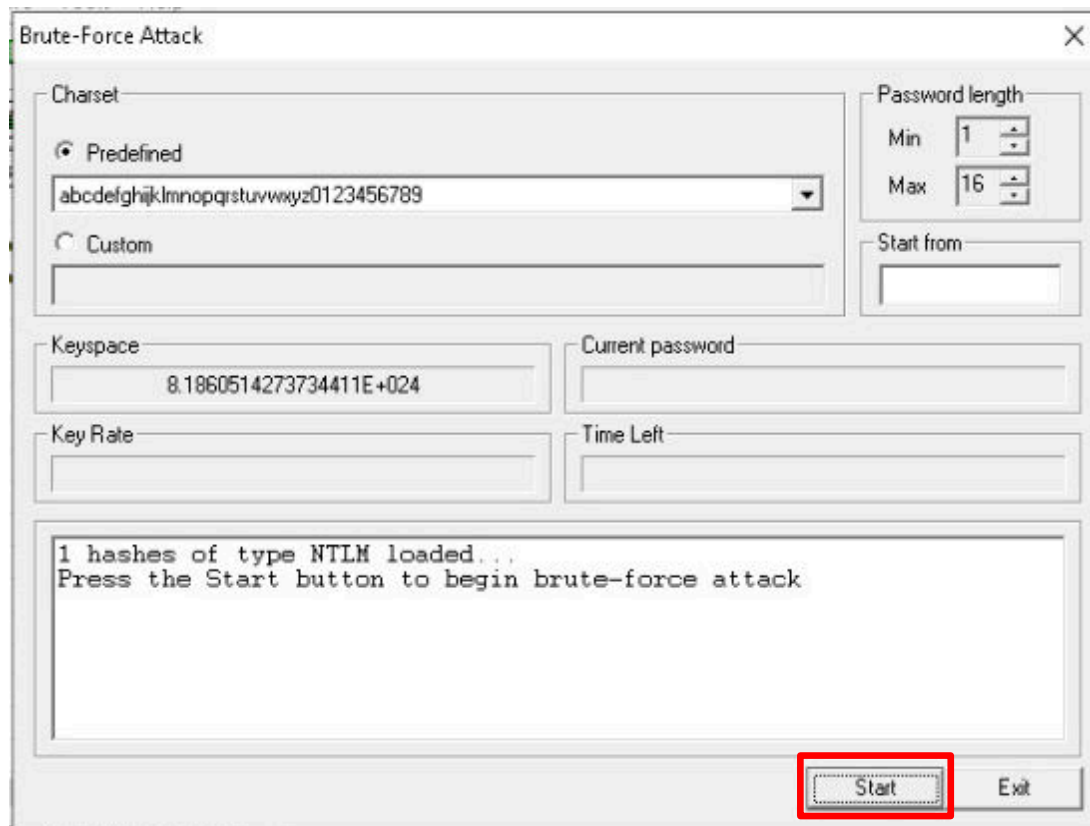 Brute-Force Attack
Charset
Predefined
abcdefghijklmnopqrstuvwxyz0123456789
Custom
Password length
Min 1
Max 16
Start from
Keyspace
8.1860514273734411E+024
Current password
Key Rate
Time Left
1 hashes of type NTLM loaded...
Press the Start button to begin brute-force attack
Start
Exit